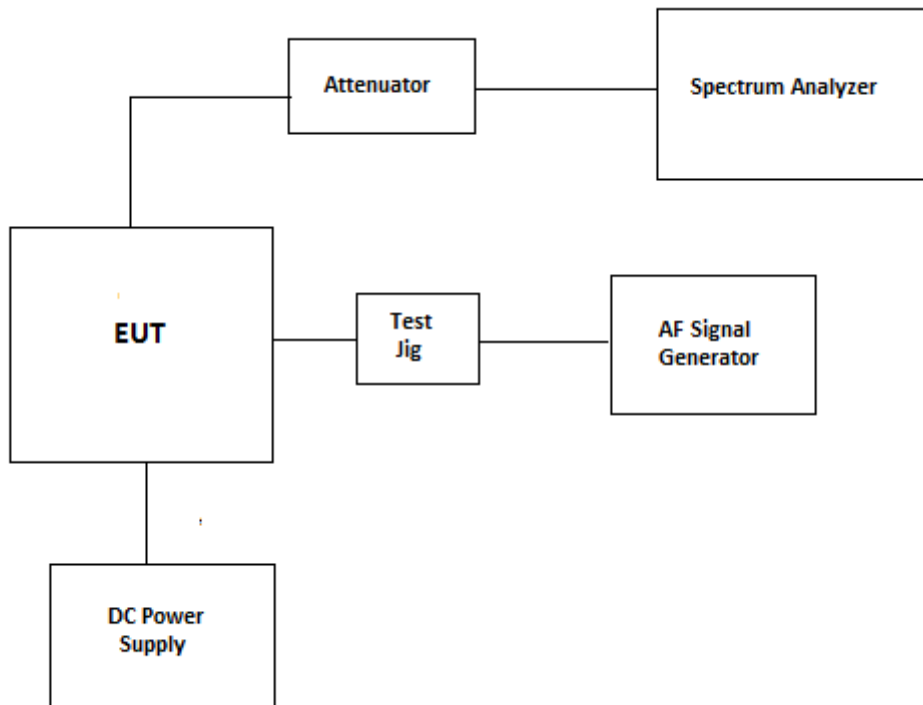 Attenuator
Spectrum Analyzer
EUT
Test
Jig
AF Signal
Generator
DC Power
Supply